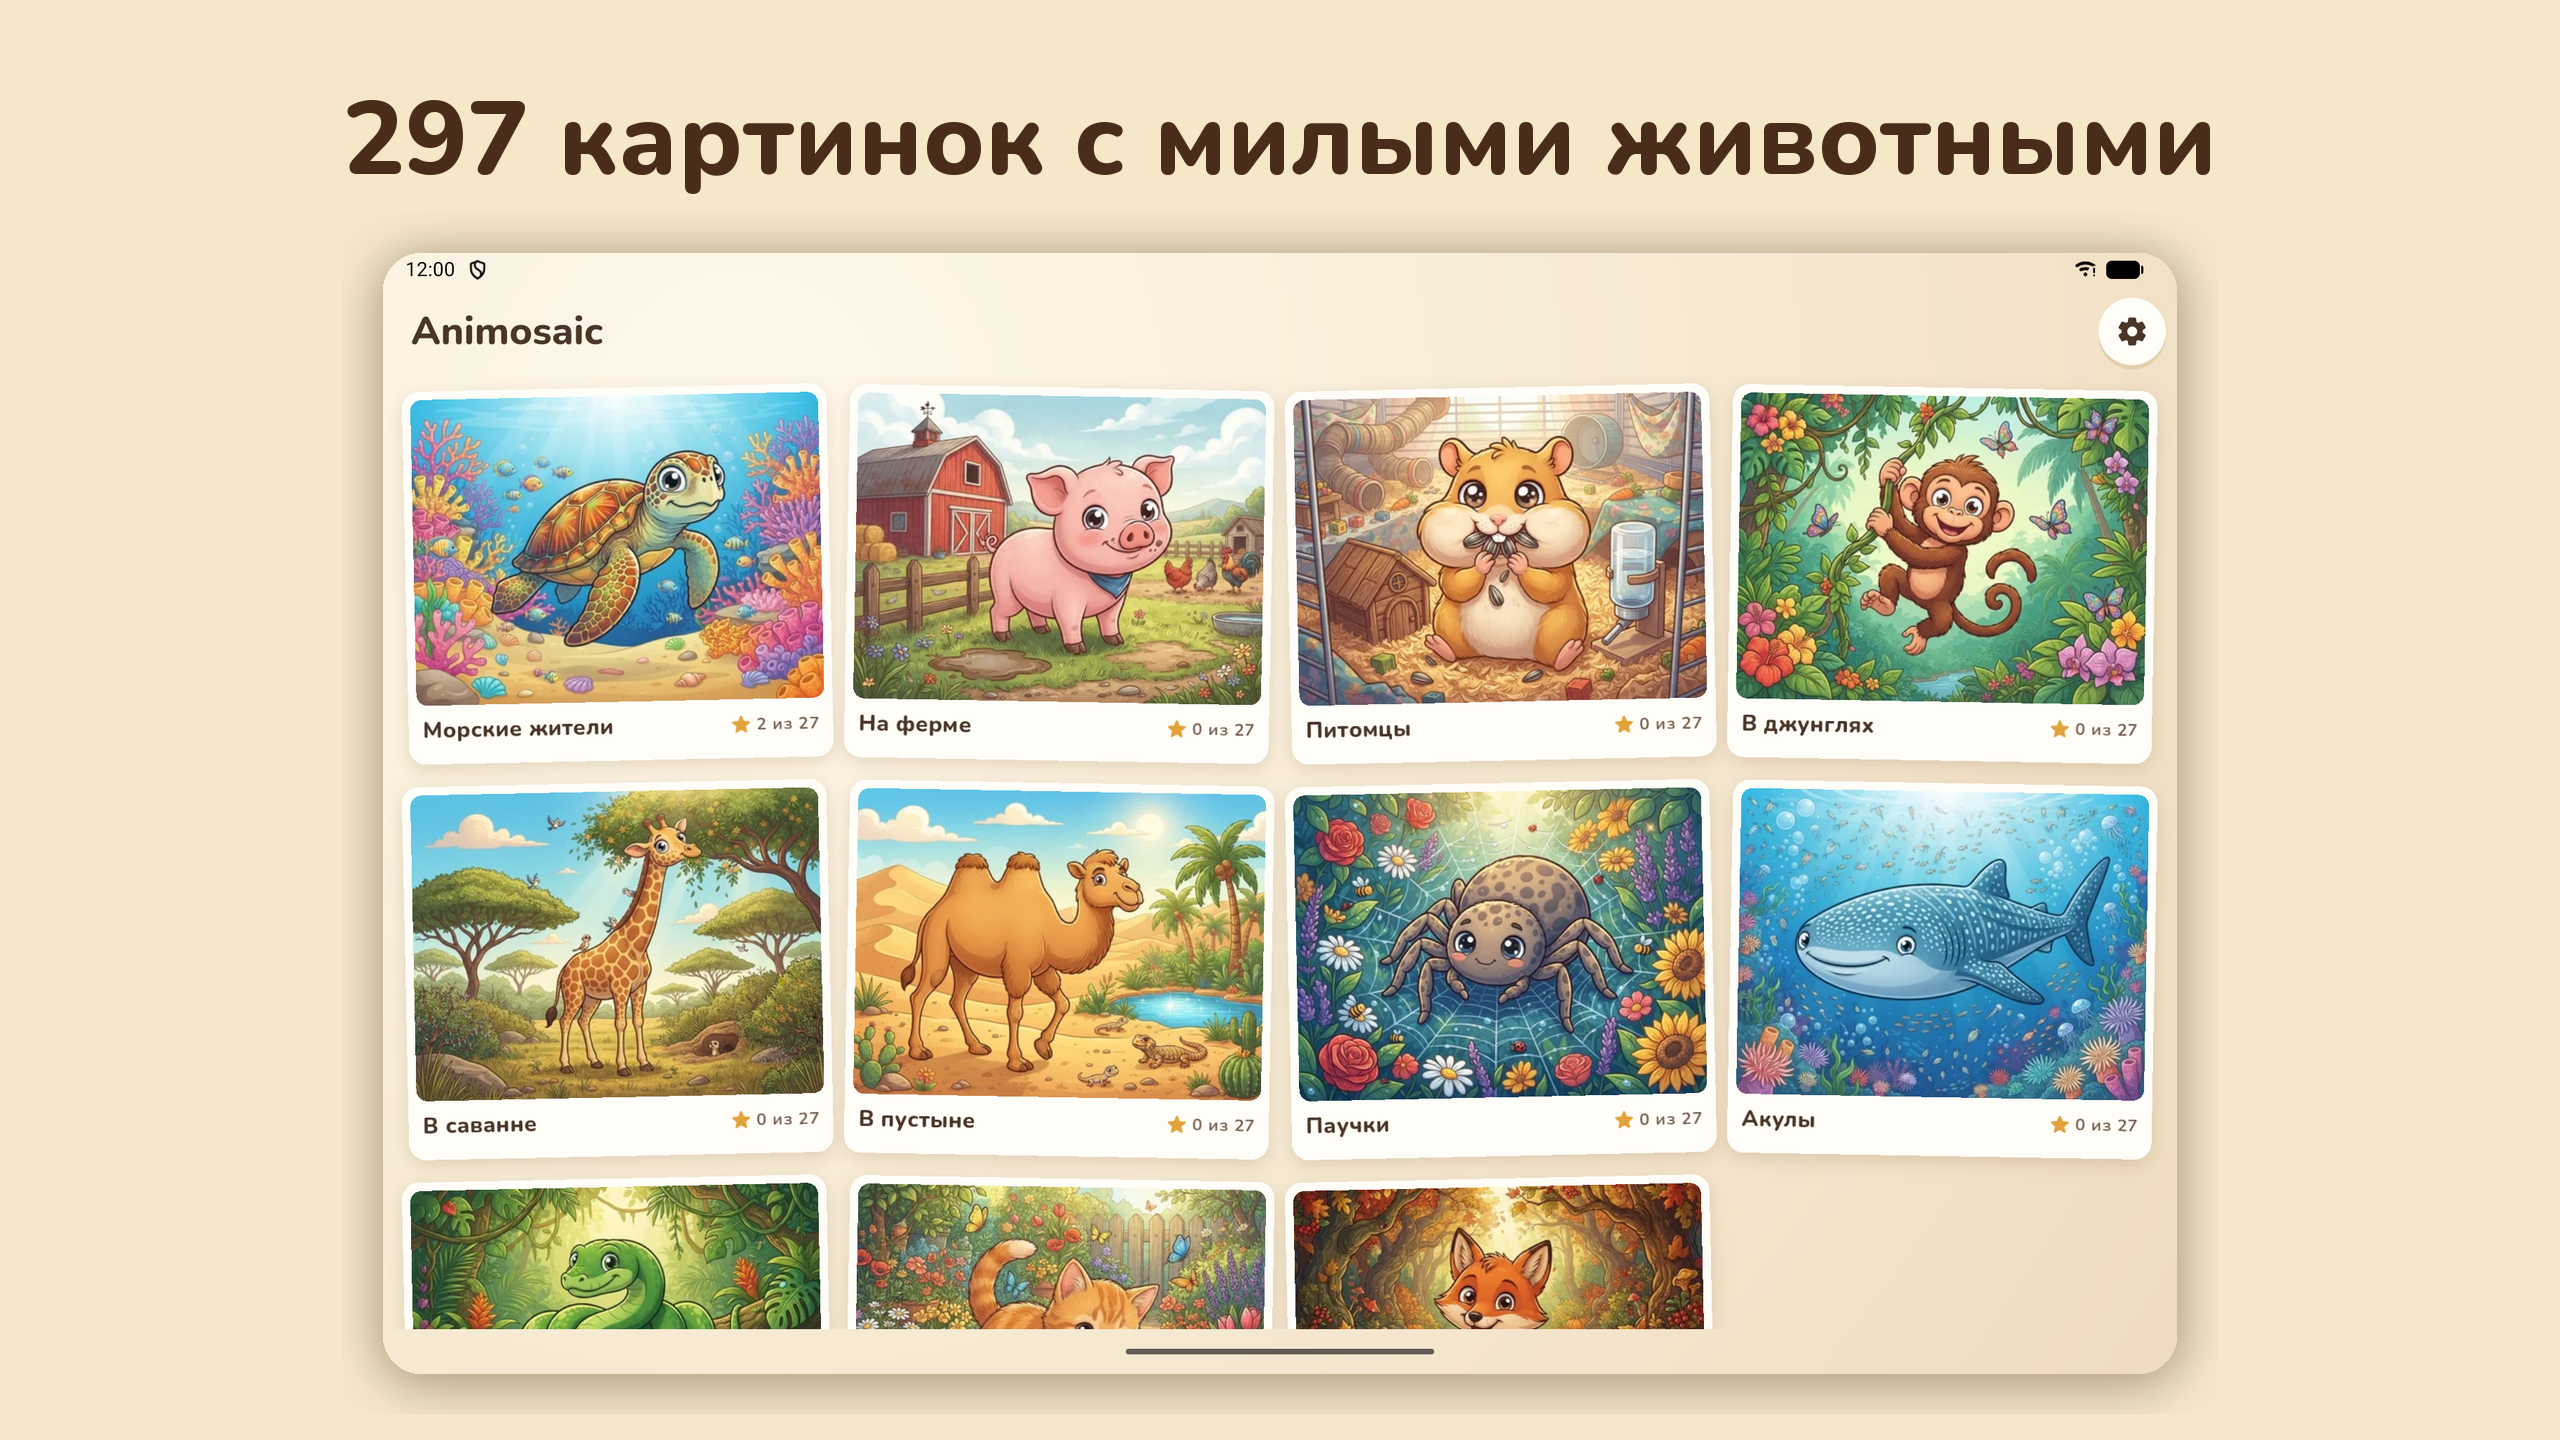 297 картинок с милыми животными
12:00
Animosaic
Морские жители
2 из 27
На ферме
0 из 27
Питомцы
0 из 27
В джунглях
0 из 27
В саванне
0 из 27
В пустыне
0 из 27
Паучки
0 из 27
Акулы
0 из 27